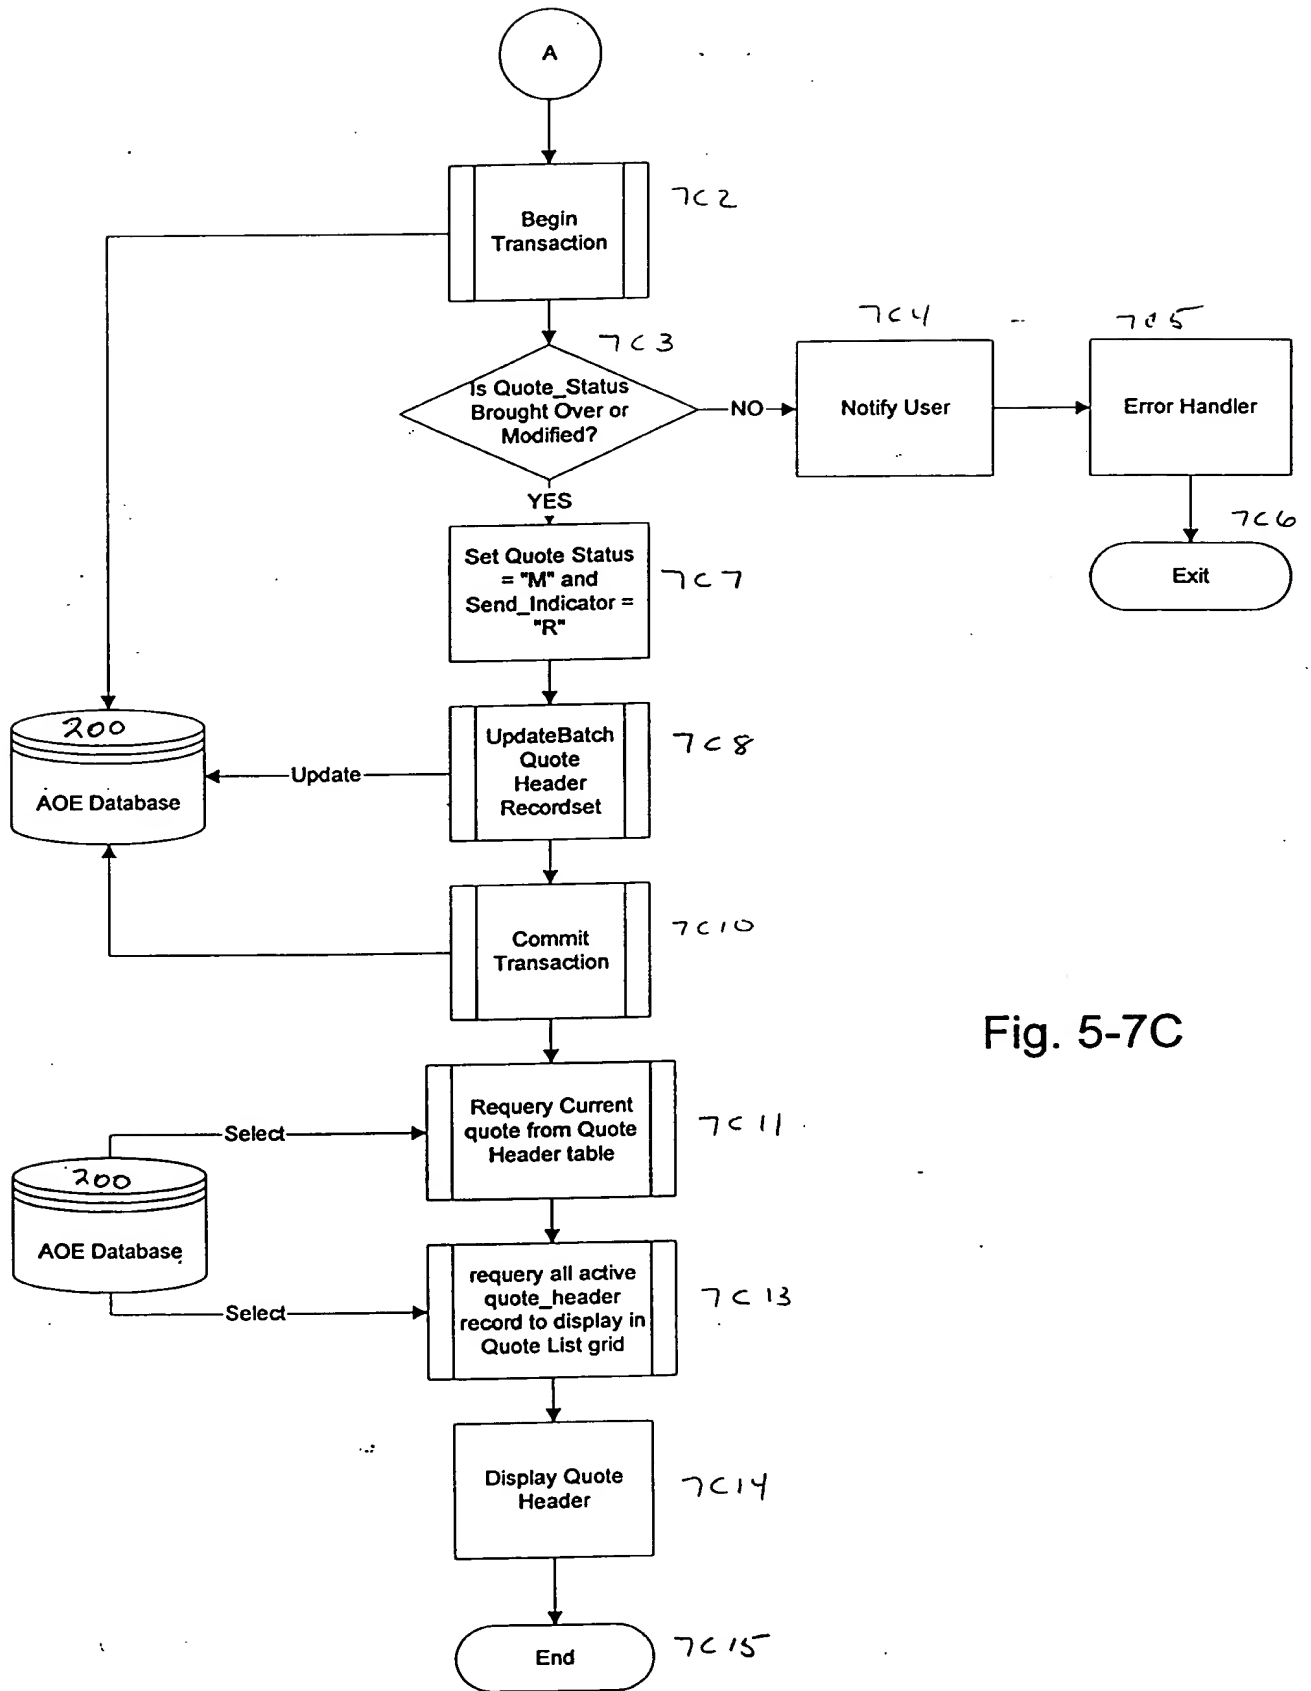 A
Begin
Transaction
7C2
7C3
Is Quote_Status
Brought Over or
Modified?
NO
7C4
Notify User
7C5
Error Handler
7C6
Exit
YES
Set Quote Status
= "M" and
Send_Indicator =
"R"
7C7
200
AOE Database
Update
UpdateBatch
Quote
Header
Recordset
7C8
Commit
Transaction
7C10
Fig. 5-7C
Select
Requery Current
quote from Quote
Header table
7C11
200
AOE Database
Select
requery all active
quote_header
record to display in
Quote List grid
7C13
Display Quote
Header
7C14
End
7C15